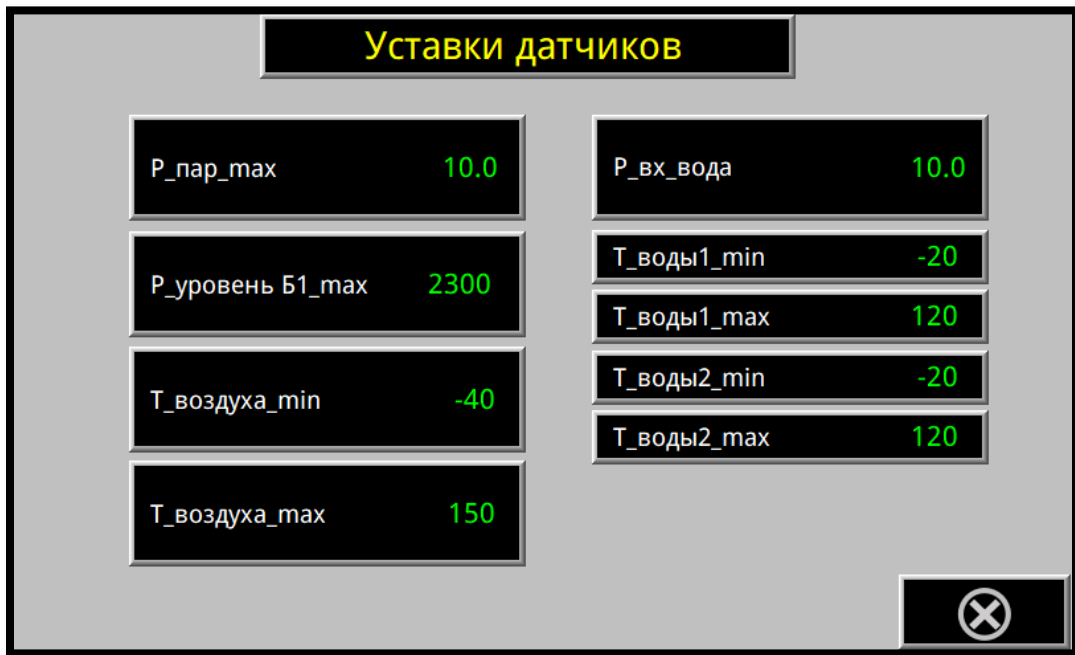 Уставки датчиков
Р_пар_max 10.0
Р_уровень Б1_max 2300
Т_воздуха_min -40
Т_воздуха_max 150
Р_вх_вода 10.0
Т_воды1_min -20
Т_воды1_max 120
Т_воды2_min -20
Т_воды2_max 120